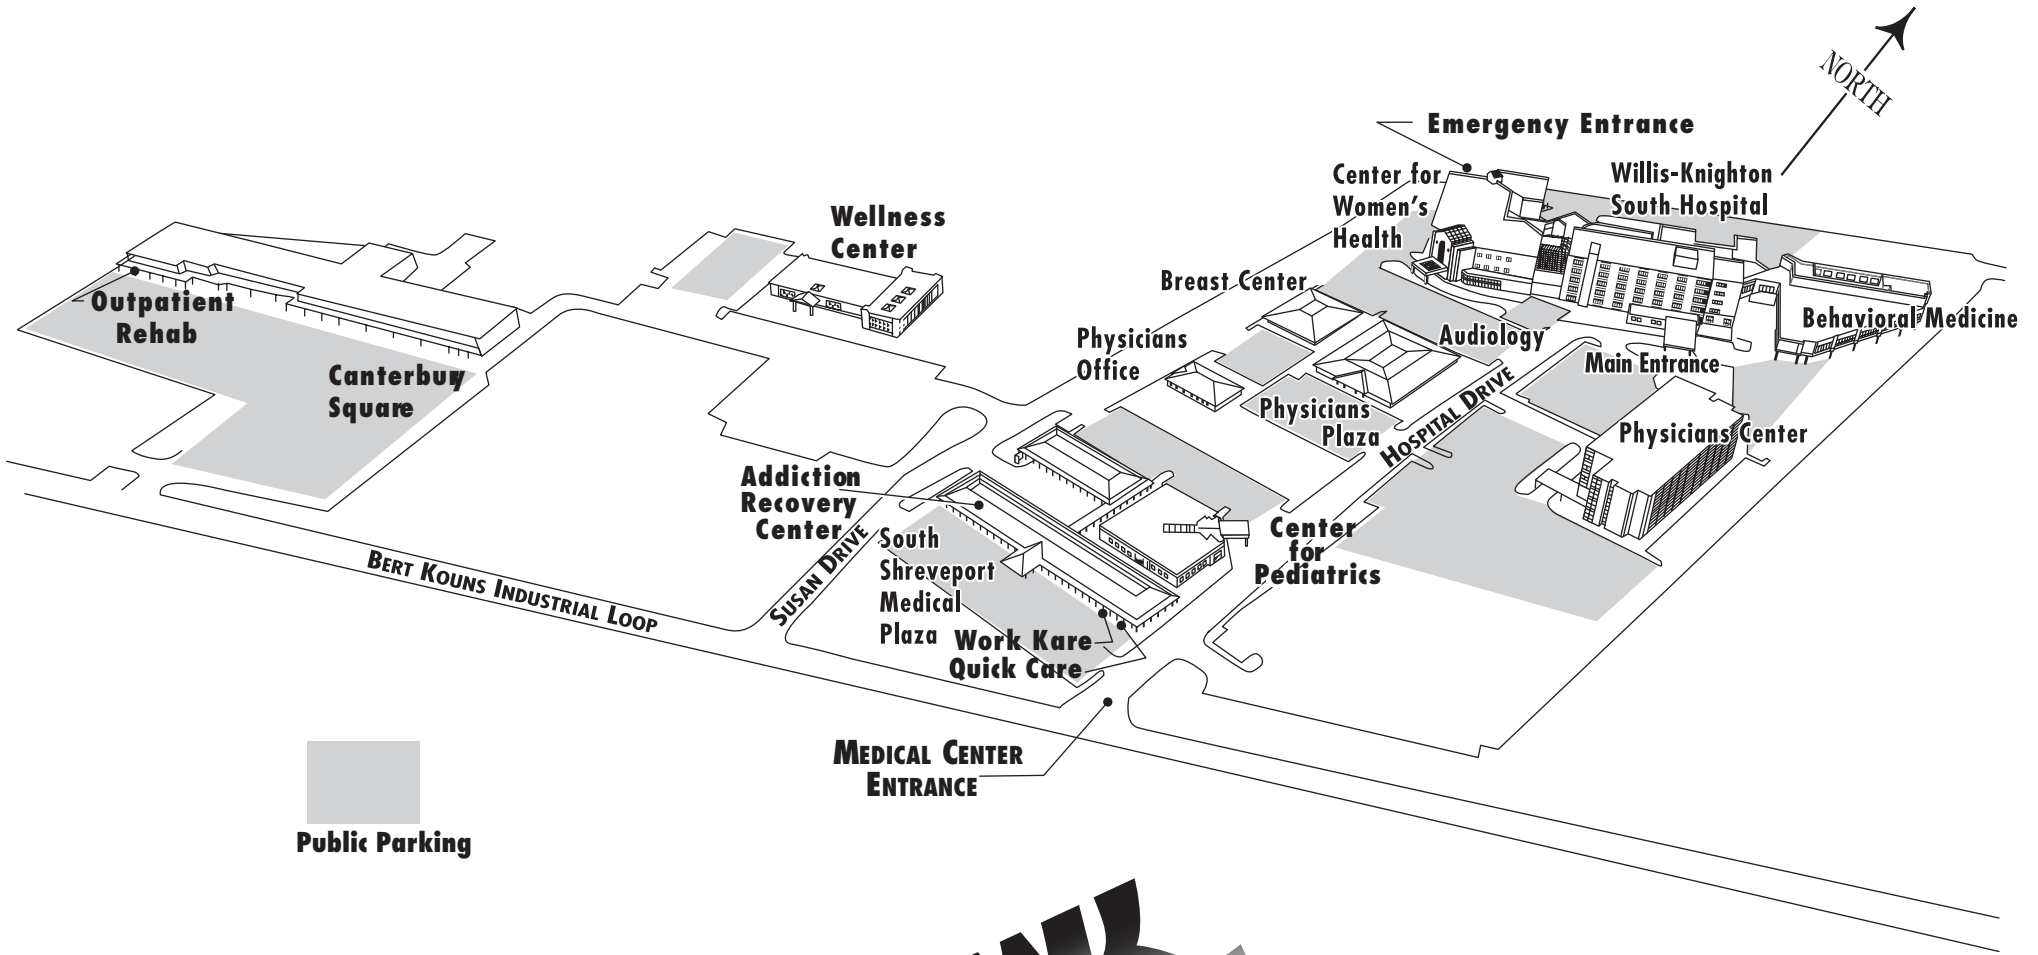 NORTH
Emergency Entrance
Center for
Women's
Health
Willis-Knighton
South Hospital
Wellness
Center
Breast Center
Outpatient
Rehab
Behavioral Medicine
Physicians
Office
Audiology
Main Entrance
Canterbury
Square
Physicians
Plaza
HOSPITAL DRIVE
Physicians Center
Addiction
Recovery
Center
SUSAN DRIVE
South
Shreveport
Medical
Plaza
Center
for
Pediatrics
BERT KOUNS INDUSTRIAL LOOP
Work Kare
Quick Care
MEDICAL CENTER
ENTRANCE
Public Parking